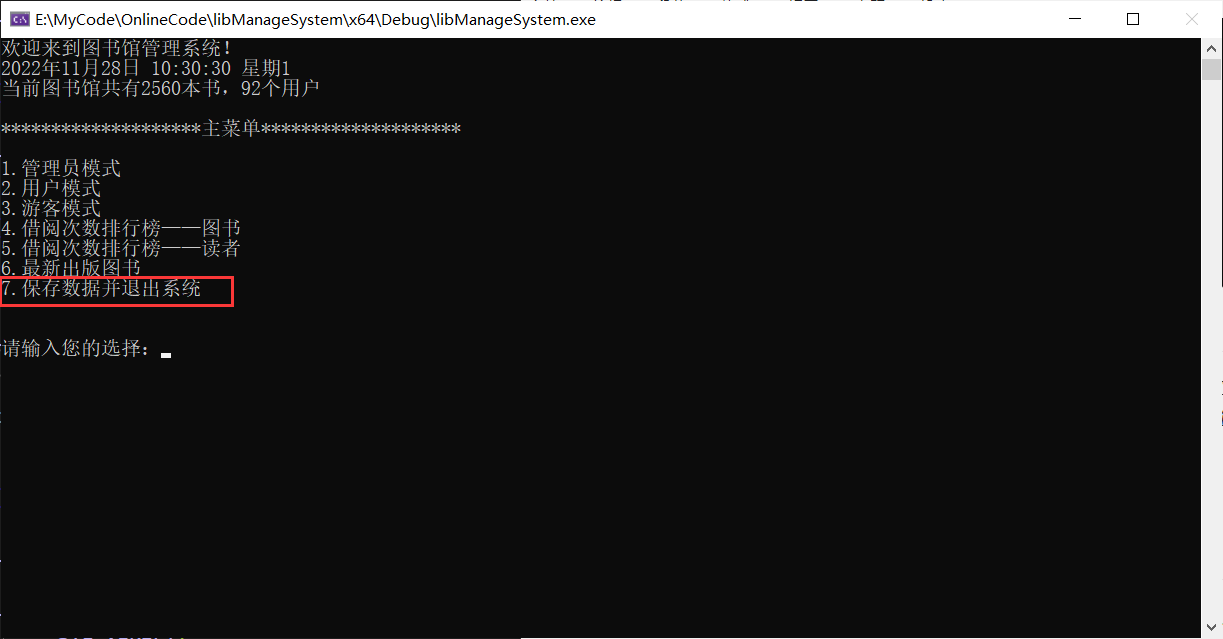 E:\MyCode\OnlineCode\libManageSystem\x64\Debug\libManageSystem.exe
欢迎来到图书馆管理系统!
2022年11月28日 10:30:30 星期1
当前图书馆共有2560本书，92个用户
********************主菜单********************
1.管理员模式
2.用户模式
3.游客模式
4.借阅次数排行榜——图书
5.借阅次数排行榜——读者
6.最新出版图书
7.保存数据并退出系统
请输入您的选择：